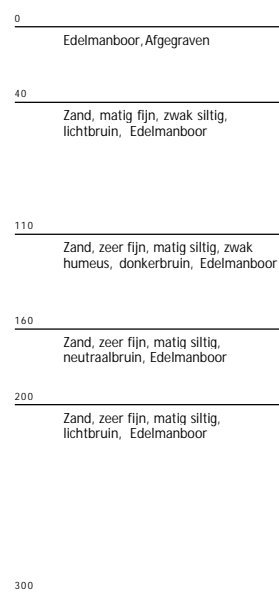 0
Edelmanboor, Afgegraven
40
Zand, matig fijn, zwak siltig,
lichtbruin, Edelmanboor
110
Zand, zeer fijn, matig siltig, zwak
humeus, donkerbruin, Edelmanboor
160
Zand, zeer fijn, matig siltig,
neutraalbruin, Edelmanboor
200
Zand, zeer fijn, matig siltig,
lichtbruin, Edelmanboor
300